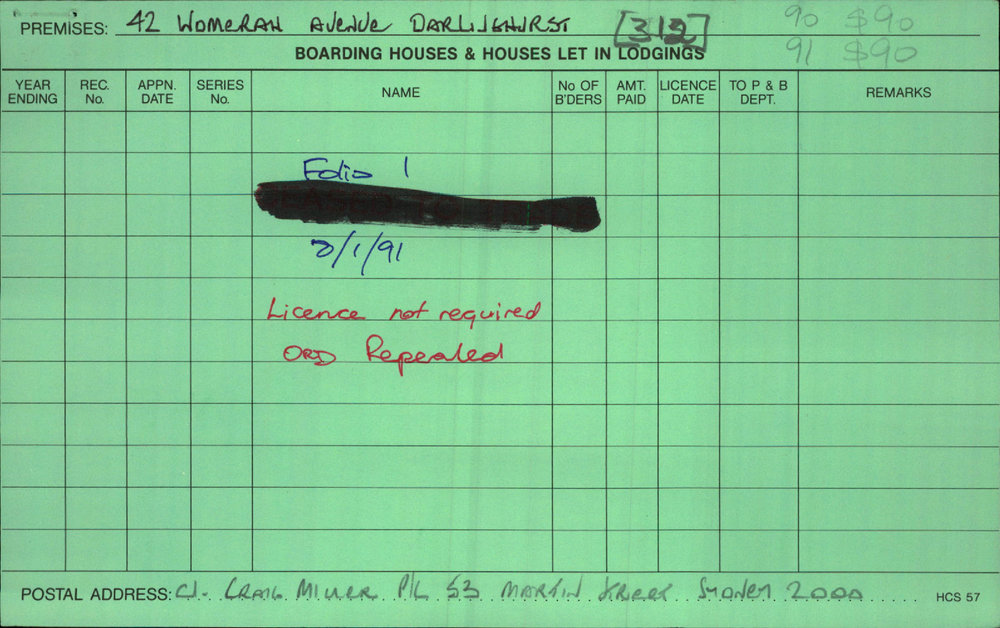 PREMISES: 42 WOMERAH AVENUE DARLINGHURST [312] 90 $90
BOARDING HOUSES & HOUSES LET IN LODGINGS 91 $90
YEAR ENDING REC. No. APPN. DATE SERIES No. NAME No OF B'DERS AMT. PAID LICENCE DATE TO P & B DEPT. REMARKS
Folio 1
3/1/91
Licence not required
ORD Repealed
POSTAL ADDRESS: CRAIG MILLER P/L 53 MARTIN STREET SYDNEY 2000 HCS 57